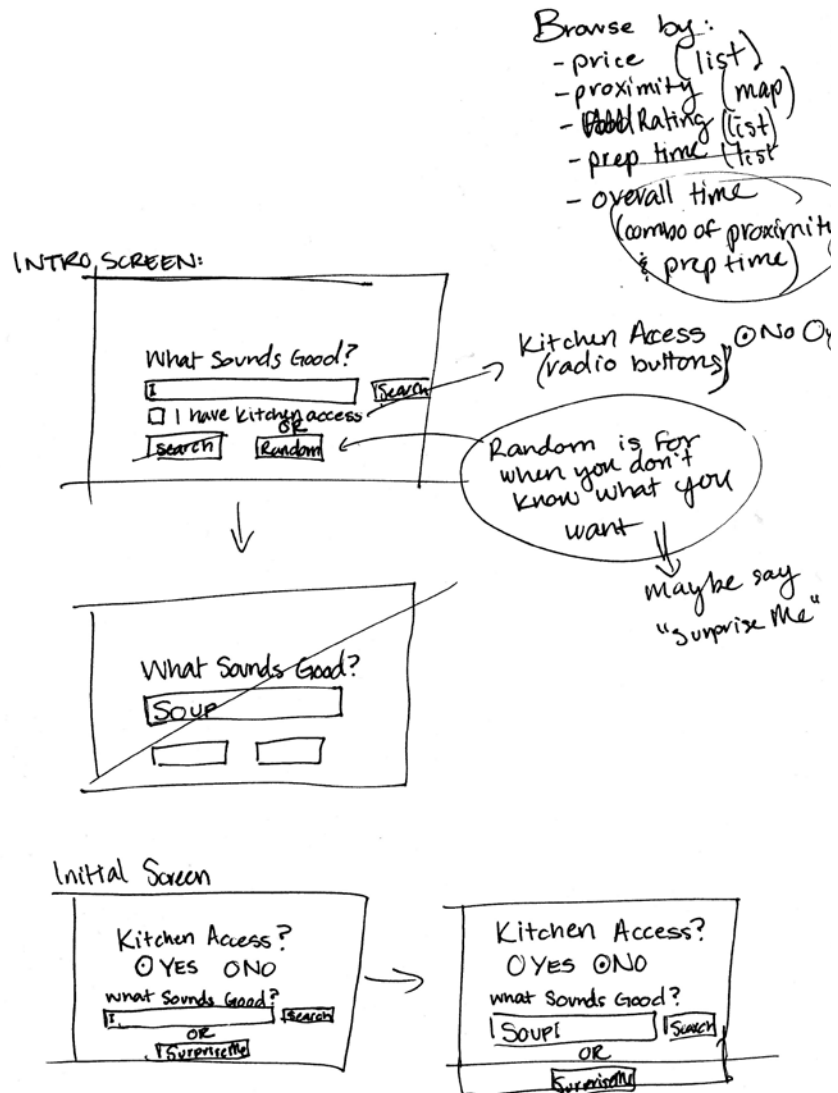 Browse by:
- price (list)
- proximity (map)
- Rating (list)
- prep time (list
- overall time
(combo of proximity
& prep time)
INTRO SCREEN:
What Sounds Good?
Search
I have kitchen access
OR
Search
Random
Kitchen Access
(radio buttons)
No
Random is for
when you don't
know what you
want
maybe say
"Surprise Me"
What Sounds Good?
Soup
Initial Screen
Kitchen Access?
YES NO
What Sounds Good?
Search
OR
Surprise Me
Kitchen Access?
YES NO
What Sounds Good?
Soup
Search
OR
Surprise Me